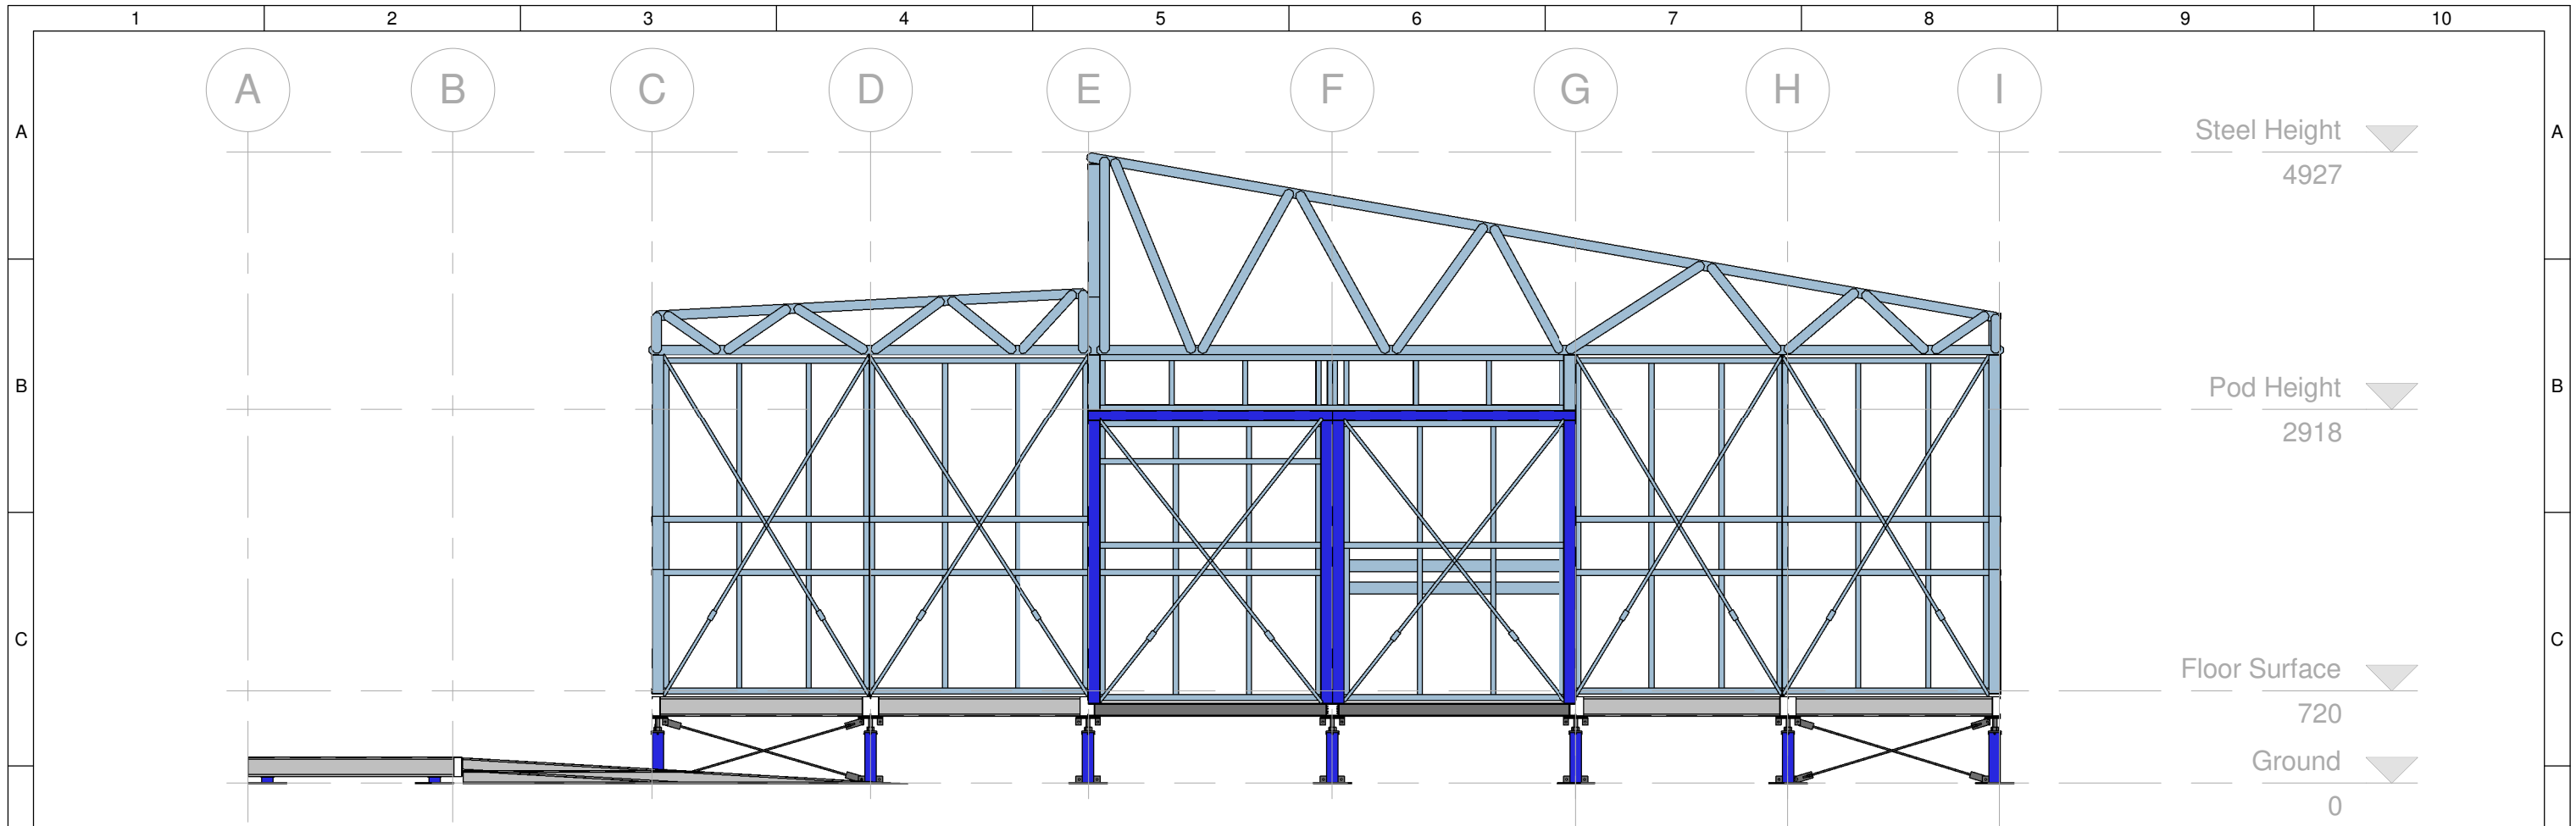 1 2 3 4 5 6 7 8 9 10
A B C D E F G H I
A Steel Height A
4927
B Pod Height B
2918
C C
Floor Surface
720
Ground
0